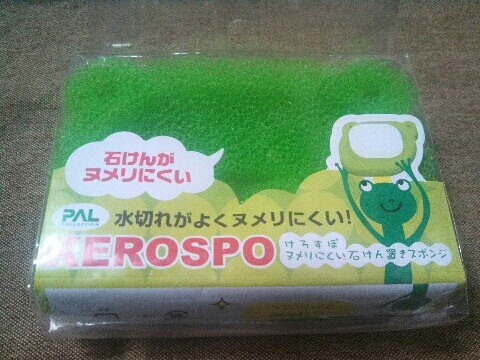 石けんが
ヌメリにくい
PAL
COLLECTION
水切れがよくヌメリにくい!
KEROSPO
けろすぽ
ヌメリにくい石けん置きスポンジ